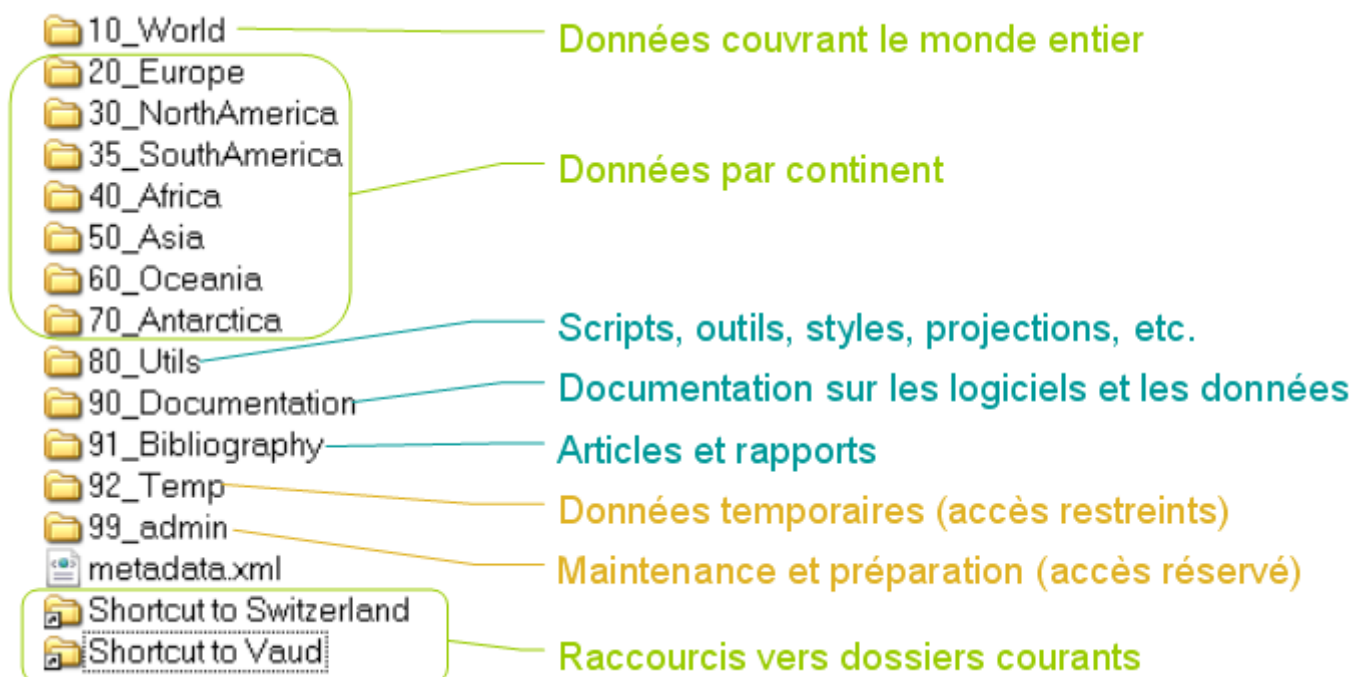 10_World
Données couvrant le monde entier
20_Europe
30_NorthAmerica
35_SouthAmerica
Données par continent
40_Africa
50_Asia
60_Oceania
70_Antarctica
Scripts, outils, styles, projections, etc.
80_Utils
Documentation sur les logiciels et les données
90_Documentation
91_Bibliography
Articles et rapports
92_Temp
Données temporaires (accès restreints)
99_admin
Maintenance et préparation (accès réservé)
metadata.xml
Shortcut to Switzerland
Shortcut to Vaud
Raccourcis vers dossiers courants